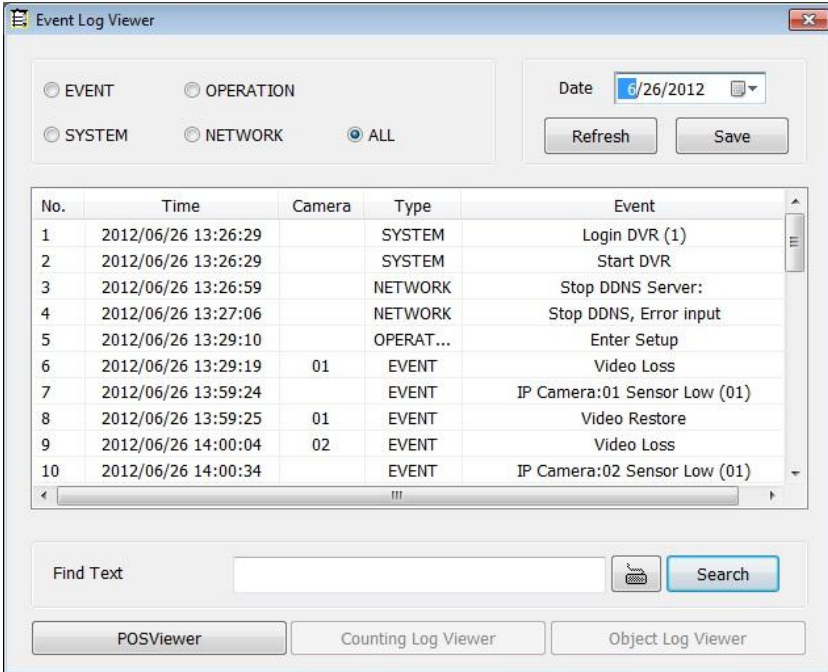 Event Log Viewer
EVENT OPERATION
SYSTEM NETWORK ALL
Date 6/26/2012
Refresh Save
No. Time Camera Type Event
1 2012/06/26 13:26:29 SYSTEM Login DVR (1)
2 2012/06/26 13:26:29 SYSTEM Start DVR
3 2012/06/26 13:26:59 NETWORK Stop DDNS Server:
4 2012/06/26 13:27:06 NETWORK Stop DDNS, Error input
5 2012/06/26 13:29:10 OPERAT... Enter Setup
6 2012/06/26 13:29:19 01 EVENT Video Loss
7 2012/06/26 13:59:24 EVENT IP Camera:01 Sensor Low (01)
8 2012/06/26 13:59:25 01 EVENT Video Restore
9 2012/06/26 14:00:04 02 EVENT Video Loss
10 2012/06/26 14:00:34 EVENT IP Camera:02 Sensor Low (01)
Find Text Search
POSViewer Counting Log Viewer Object Log Viewer